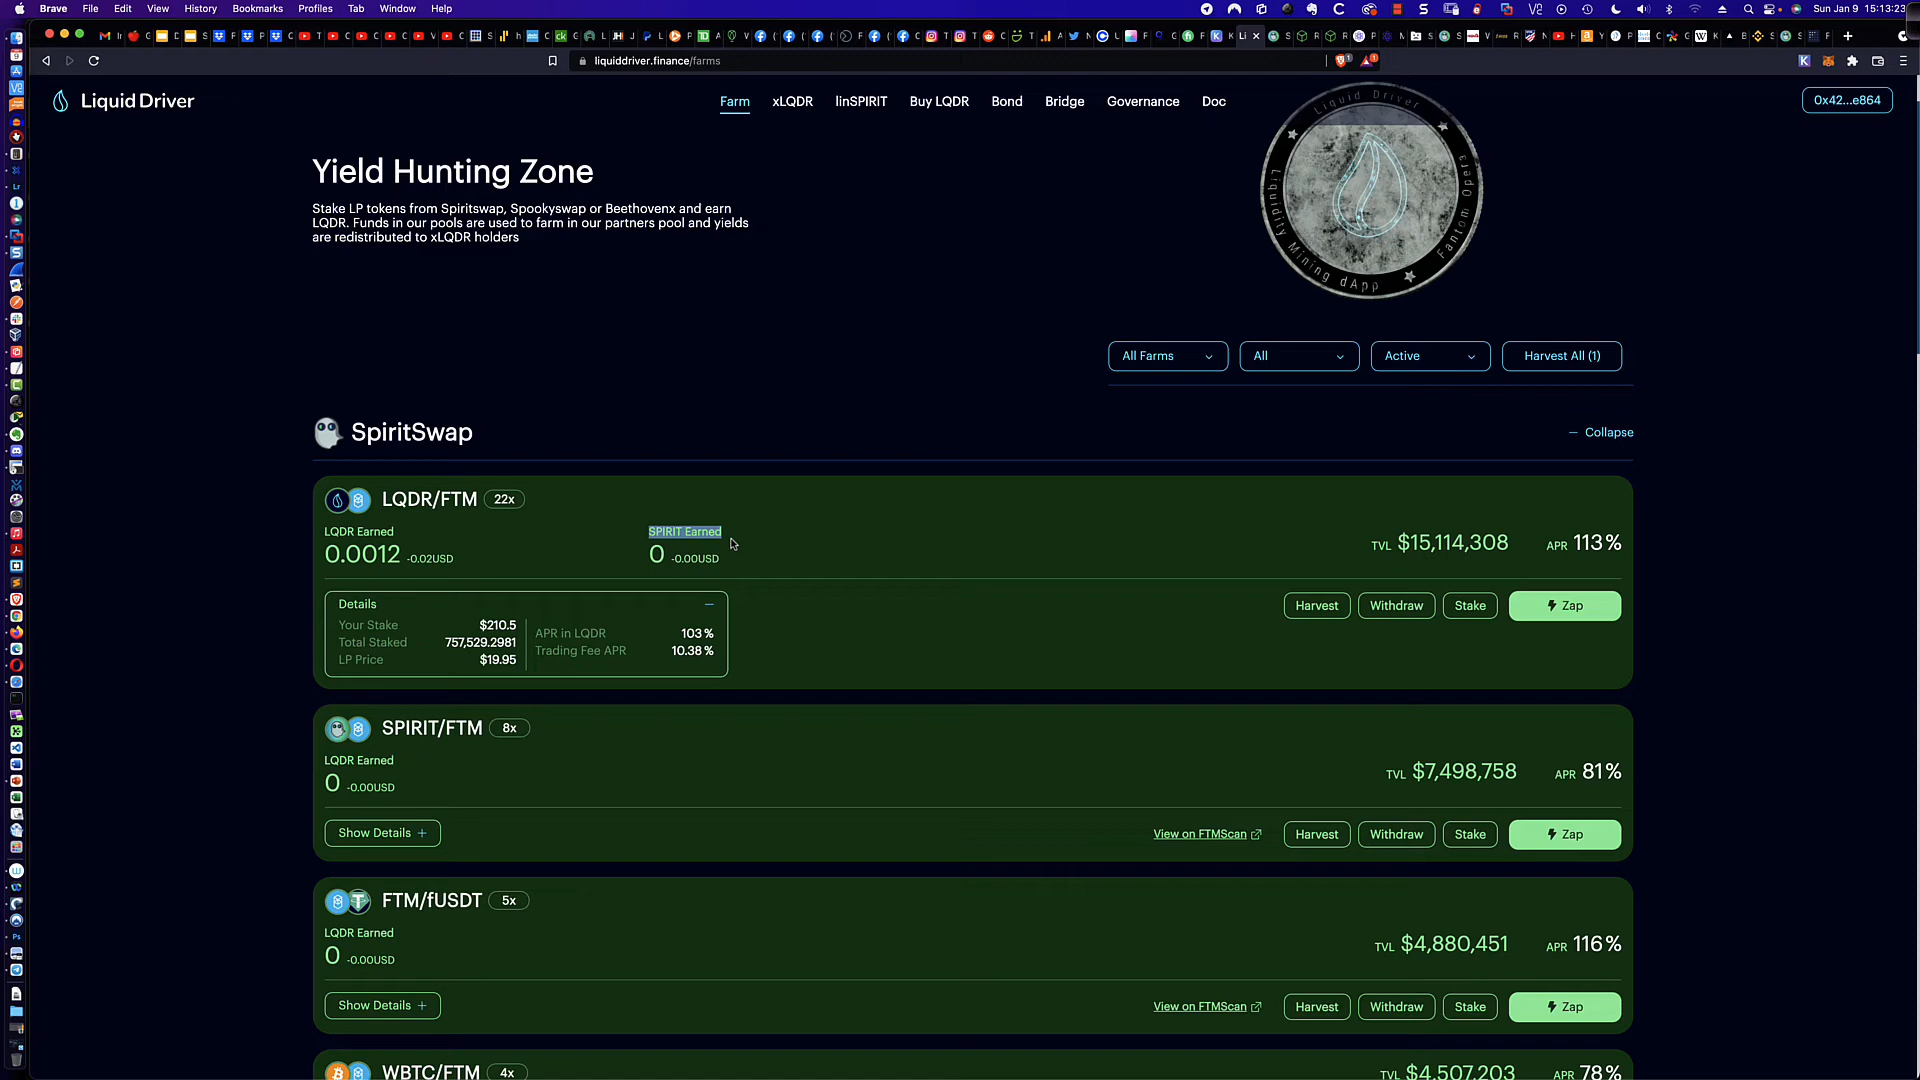 Brave File Edit View History Bookmarks Profiles Tab Window Help
Sun Jan 9 15:13:23
liquiddriver.finance/farms
LiquidDriver
Farm xLQDR linSPIRIT Buy LQDR Bond Bridge Governance Doc
0x42...e864
Liquid Driver
Liquidity Mining dApp
Fantom Opera
Yield Hunting Zone
Stake LP tokens from Spiritswap, Spookyswap or Beethovenx and earn
LQDR. Funds in our pools are used to farm in our partners pool and yields
are redistributed to xLQDR holders
All Farms All Active Harvest All (1)
SpiritSwap
— Collapse
LQDR/FTM 22x
LQDR Earned SPIRIT Earned
0.0012 -0.02USD 0 -0.00USD
TVL $15,114,308 APR 113%
Details —
Your Stake $210.5
Total Staked 757,529.2981
LP Price $19.95
APR in LQDR 103 %
Trading Fee APR 10.38 %
Harvest Withdraw Stake Zap
SPIRIT/FTM 8x
LQDR Earned
0 -0.00USD
TVL $7,498,758 APR 81%
Show Details +
View on FTMScan Harvest Withdraw Stake Zap
FTM/fUSDT 5x
LQDR Earned
0 -0.00USD
TVL $4,880,451 APR 116%
Show Details +
View on FTMScan Harvest Withdraw Stake Zap
WBTC/FTM 4x
TVL $4,507,203 APR 78%